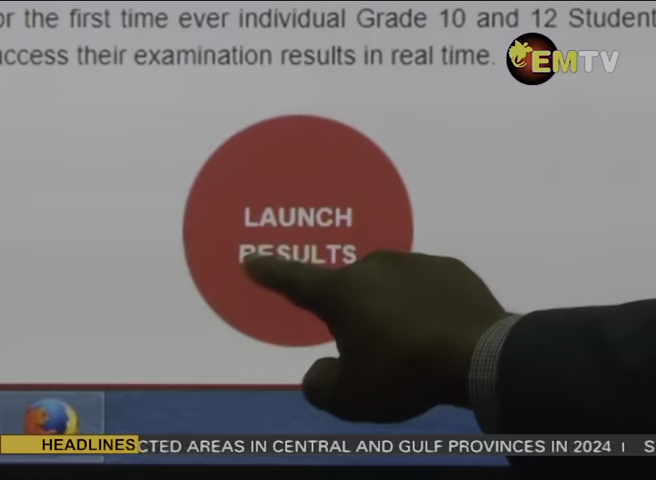 for the first time ever individual Grade 10 and 12 Student
access their examination results in real time.
EMTV
LAUNCH
RESULTS
HEADLINES
CTED AREAS IN CENTRAL AND GULF PROVINCES IN 2024 I S